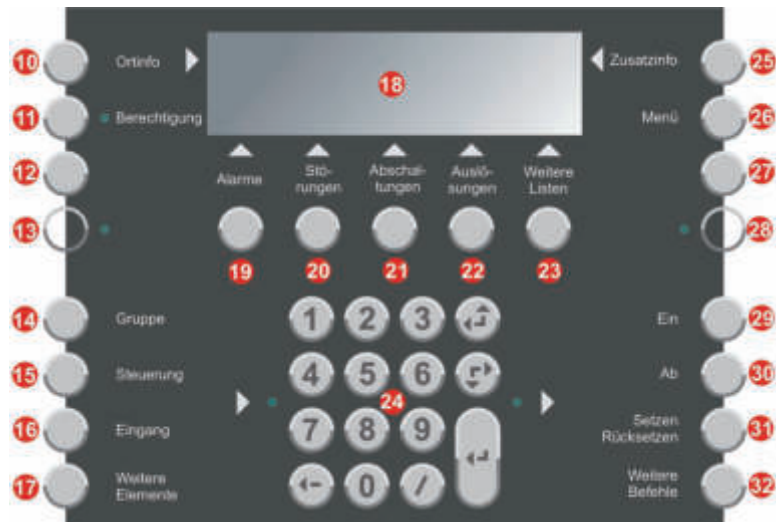 10 Ortinfo 18 Zusatzinfo 25
11 Berechtigung Menü 26
12 27
Alarme Stö- Abschal- Auslö- Weitere
rungen tungen sungen Listen
13 28
19 20 21 22 23
14 Gruppe 1 2 3 Ein 29
15 Steuerung 4 5 6 Ab 30
24
16 Eingang 7 8 9 Setzen
Rücksetzen 31
17 Weitere
Elemente 0 / Weitere
Befehle 32